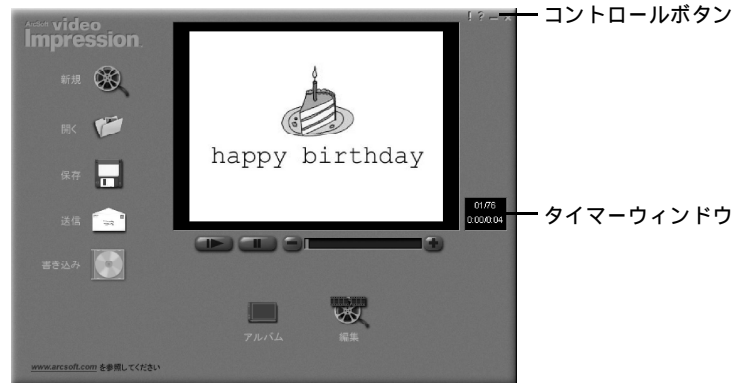 ArcSoft video
Impression
! ? – x
コントロールボタン
新規
開く
保存
送信
書き込み
happy birthday
01/76
0:00/0:04
タイマーウィンドウ
アルバム
編集
www.arcsoft.com を参照してください